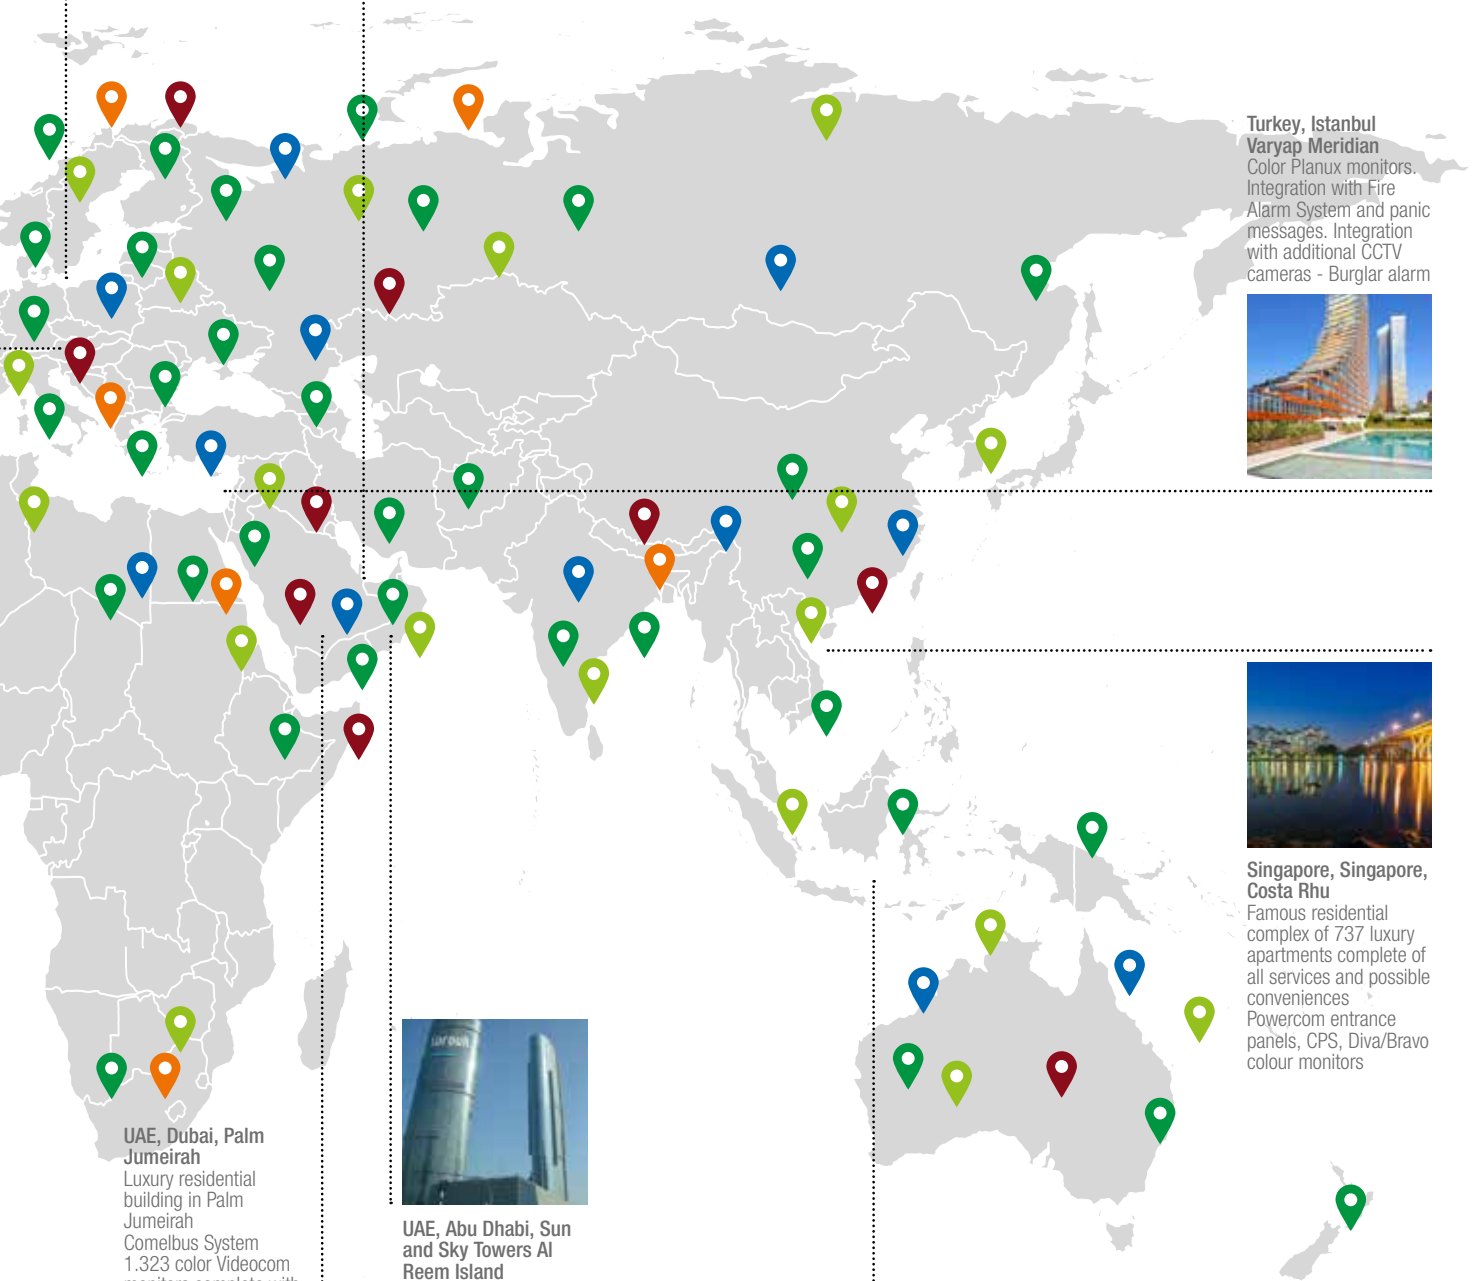 Turkey, Istanbul
Varyap Meridian
Color Planux monitors.
Integration with Fire
Alarm System and panic
messages. Integration
with additional CCTV
cameras - Burglar alarm
Singapore, Singapore,
Costa Rhu
Famous residential
complex of 737 luxury
apartments complete of
all services and possible
conveniences
Powercom entrance
panels, CPS, Diva/Bravo
colour monitors
UAE, Dubai, Palm
Jumeirah
Luxury residential
building in Palm
Jumeirah
Comelbus System
1.323 color Videocom
monitors complete with
UAE, Abu Dhabi, Sun
and Sky Towers Al
Reem Island